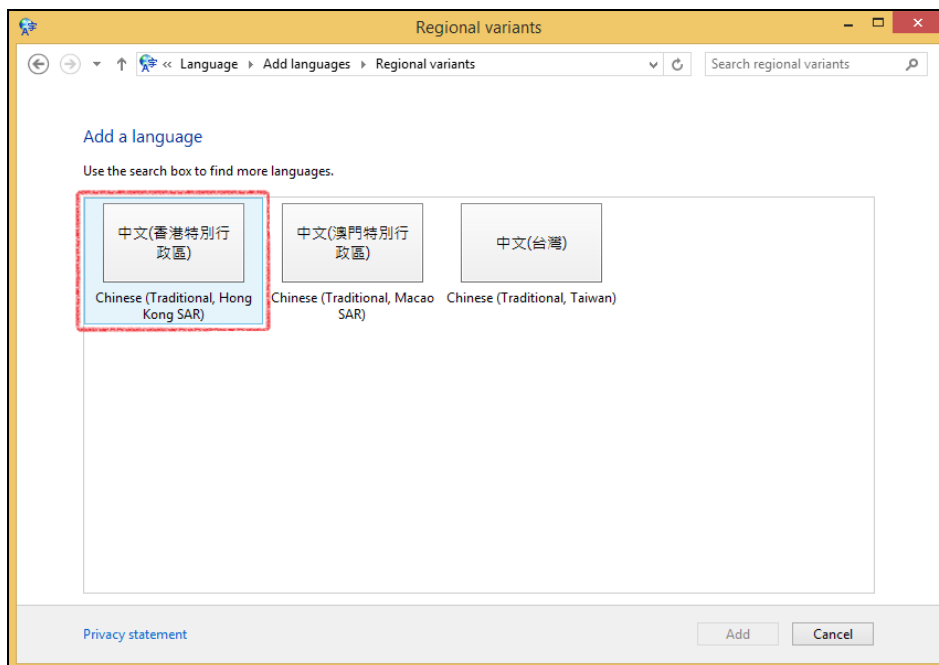 Regional variants
« Language Add languages Regional variants
Search regional variants
Add a language
Use the search box to find more languages.
中文(香港特別行
政區)
Chinese (Traditional, Hong
Kong SAR)
中文(澳門特別行
政區)
Chinese (Traditional, Macao
SAR)
中文(台灣)
Chinese (Traditional, Taiwan)
Privacy statement
Add
Cancel